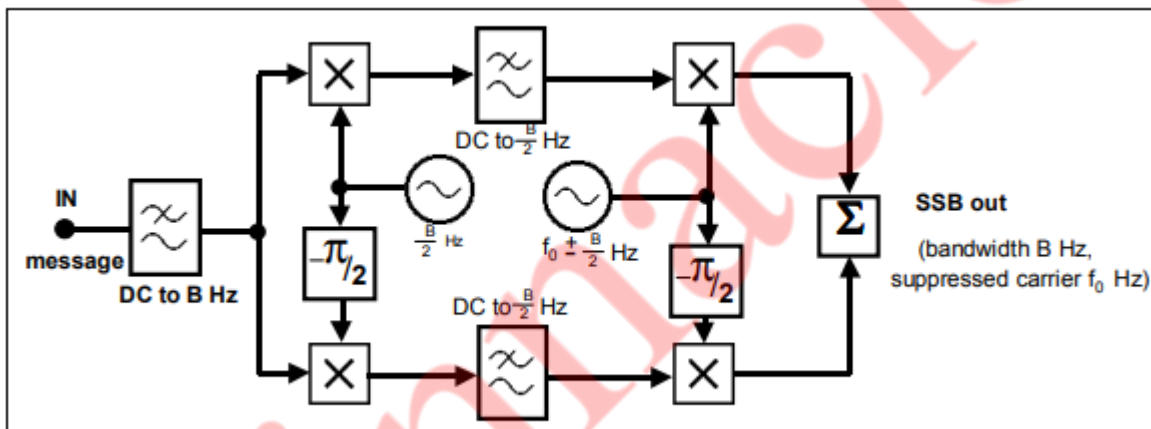 DC to B/2 Hz
IN
message
DC to B Hz
B/2 Hz
f₀ ± B/2 Hz
−π/2
−π/2
DC to B/2 Hz
Σ
SSB out
(bandwidth B Hz,
suppressed carrier f₀ Hz)